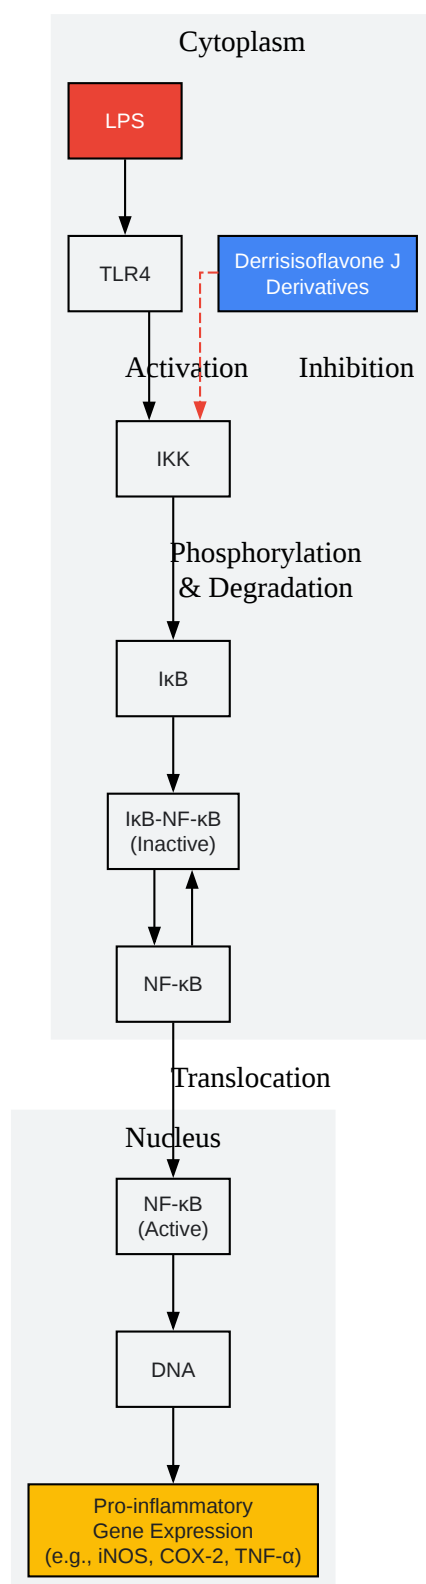 Cytoplasm
LPS
TLR4
Derrisisoflavone J
Derivatives
Activation
Inhibition
IKK
Phosphorylation
& Degradation
IκB
IκB-NF-κB
(Inactive)
NF-κB
Translocation
Nucleus
NF-κB
(Active)
DNA
Pro-inflammatory
Gene Expression
(e.g., iNOS, COX-2, TNF-α)